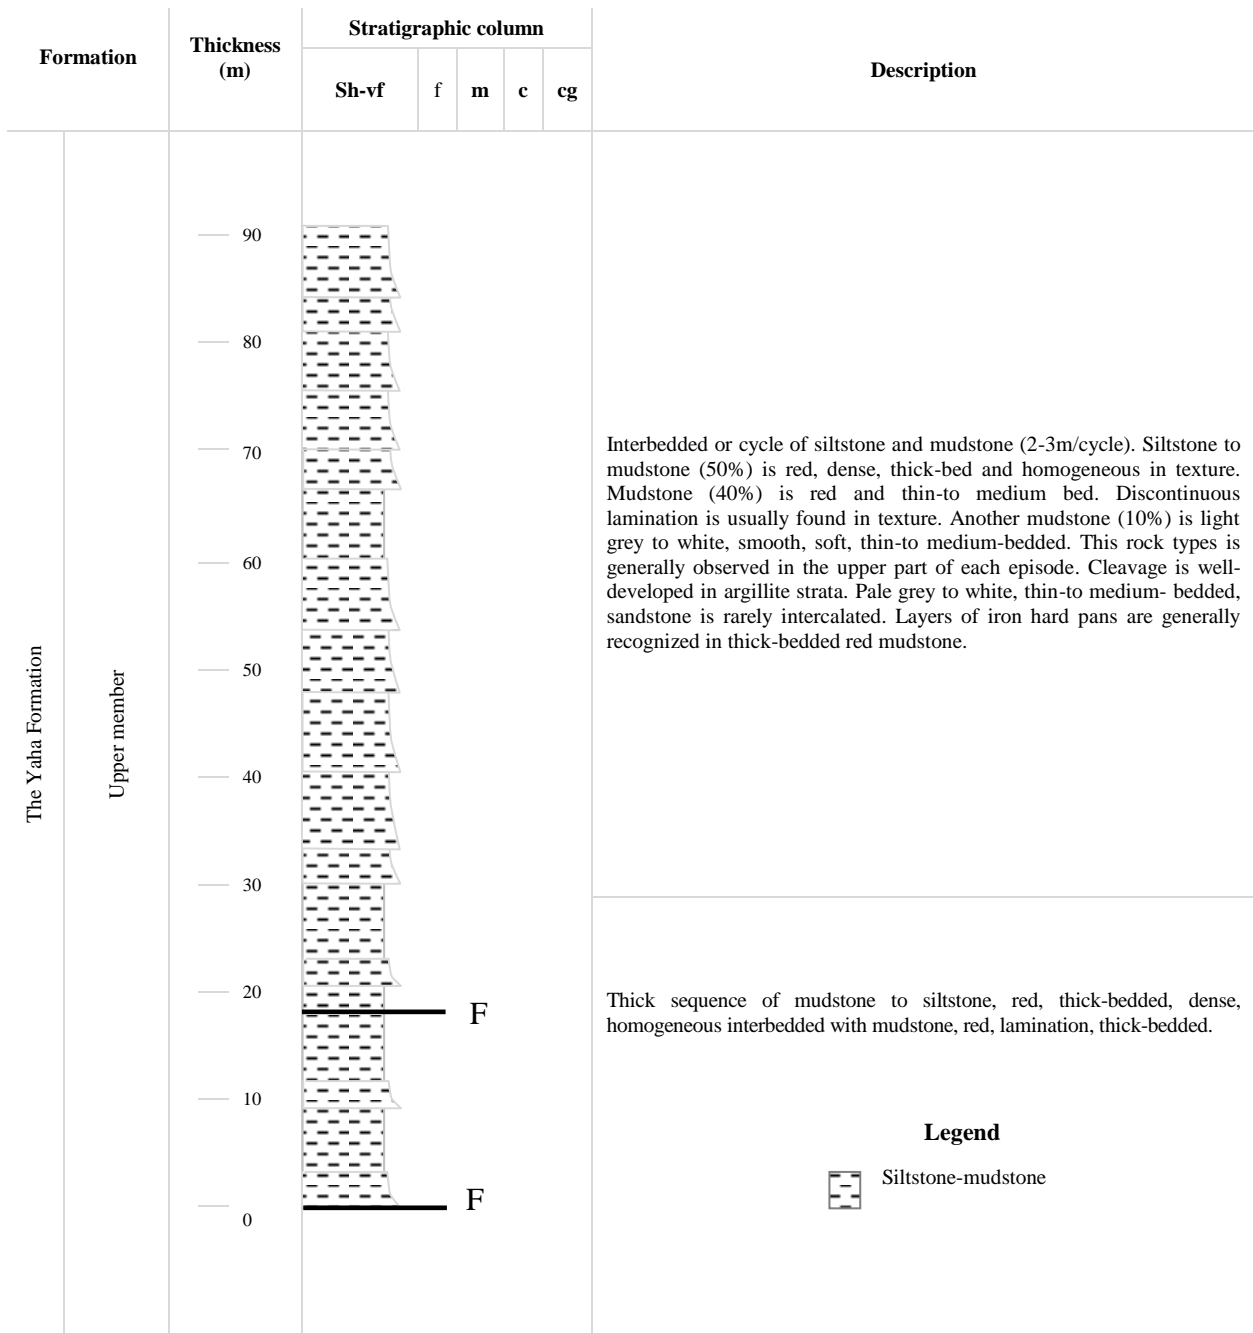 Formation
Thickness
(m)
Stratigraphic column
Sh-vf
f
m
c
cg
Description
The Yaha Formation
Upper member
90
80
70
60
50
40
30
20
10
0
F
F
Interbedded or cycle of siltstone and mudstone (2-3m/cycle). Siltstone to
mudstone (50%) is red, dense, thick-bed and homogeneous in texture.
Mudstone (40%) is red and thin-to medium bed. Discontinuous
lamination is usually found in texture. Another mudstone (10%) is light
grey to white, smooth, soft, thin-to medium-bedded. This rock types is
generally observed in the upper part of each episode. Cleavage is well-
developed in argillite strata. Pale grey to white, thin-to medium- bedded,
sandstone is rarely intercalated. Layers of iron hard pans are generally
recognized in thick-bedded red mudstone.
Thick sequence of mudstone to siltstone, red, thick-bedded, dense,
homogeneous interbedded with mudstone, red, lamination, thick-bedded.
Legend
Siltstone-mudstone